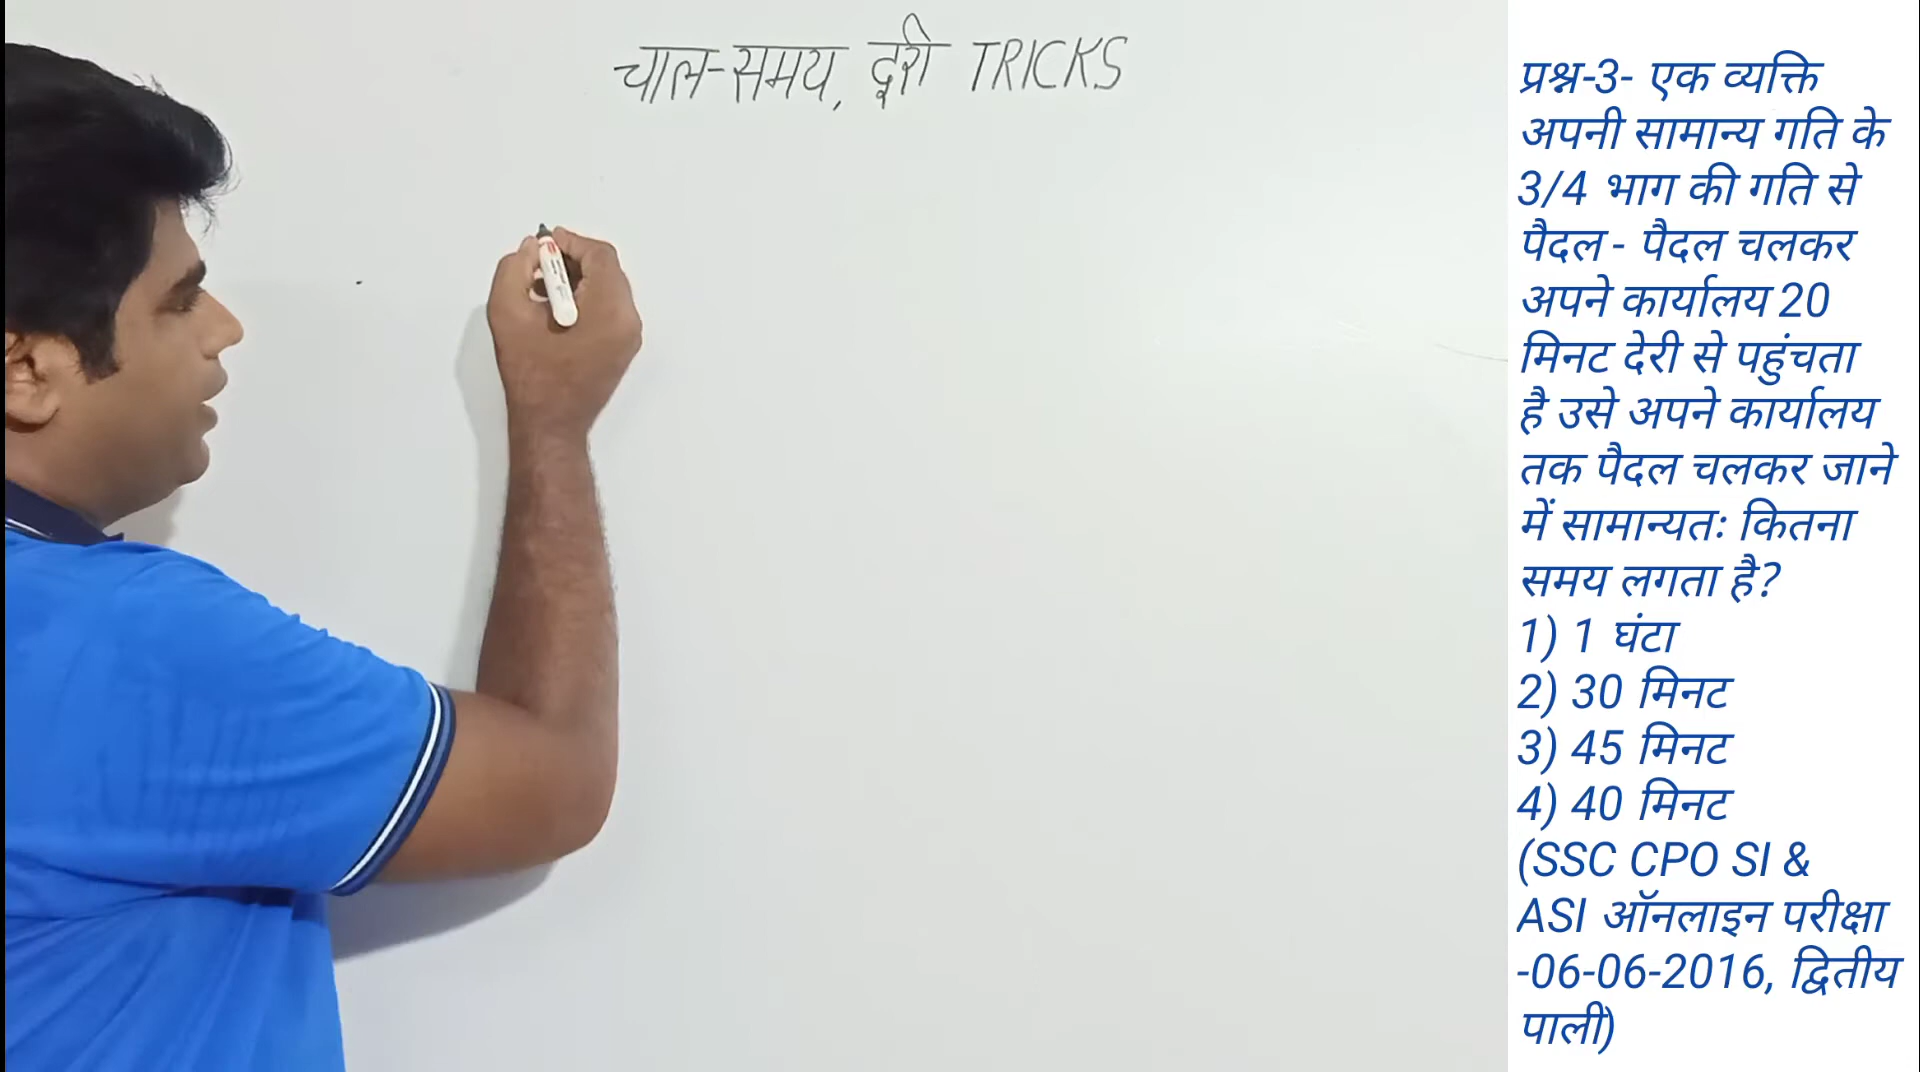 चाल-समय, दूरी TRICKS
प्रश्न-3- एक व्यक्ति
अपनी सामान्य गति के
3/4 भाग की गति से
पैदल - पैदल चलकर
अपने कार्यालय 20
मिनट देरी से पहुंचता
है उसे अपने कार्यालय
तक पैदल चलकर जाने
में सामान्यतः कितना
समय लगता है?
1) 1 घंटा
2) 30 मिनट
3) 45 मिनट
4) 40 मिनट
(SSC CPO SI &
ASI ऑनलाइन परीक्षा
-06-06-2016, द्वितीय
पाली)